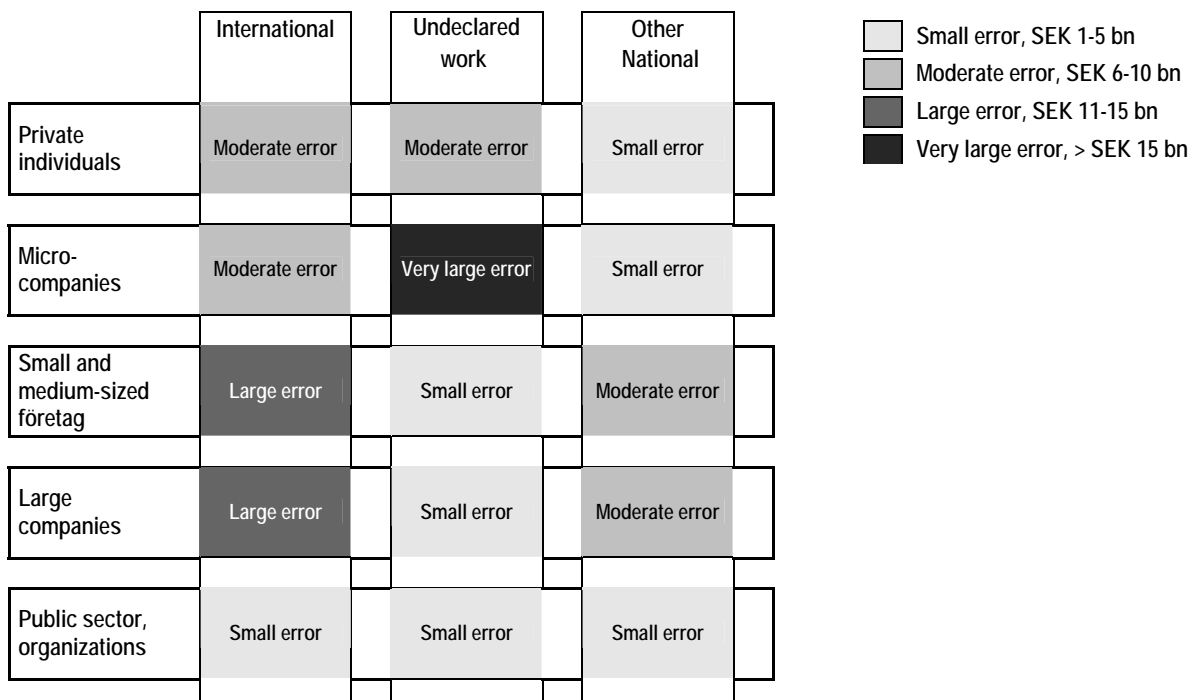 International
Undeclared
work
Other
National
Small error, SEK 1-5 bn
Moderate error, SEK 6-10 bn
Large error, SEK 11-15 bn
Very large error, > SEK 15 bn
Private
individuals
Moderate error
Moderate error
Small error
Micro-
companies
Moderate error
Very large error
Small error
Small and
medium-sized
företag
Large error
Small error
Moderate error
Large
companies
Large error
Small error
Moderate error
Public sector,
organizations
Small error
Small error
Small error